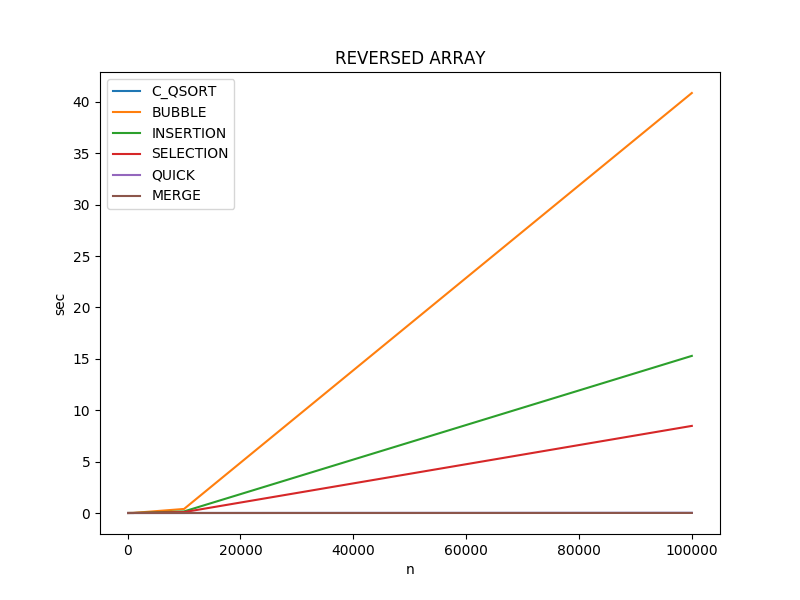 REVERSED ARRAY
C_QSORT
BUBBLE
INSERTION
SELECTION
QUICK
MERGE
40
35
30
25
20
15
10
5
0
sec
0 20000 40000 60000 80000 100000
n